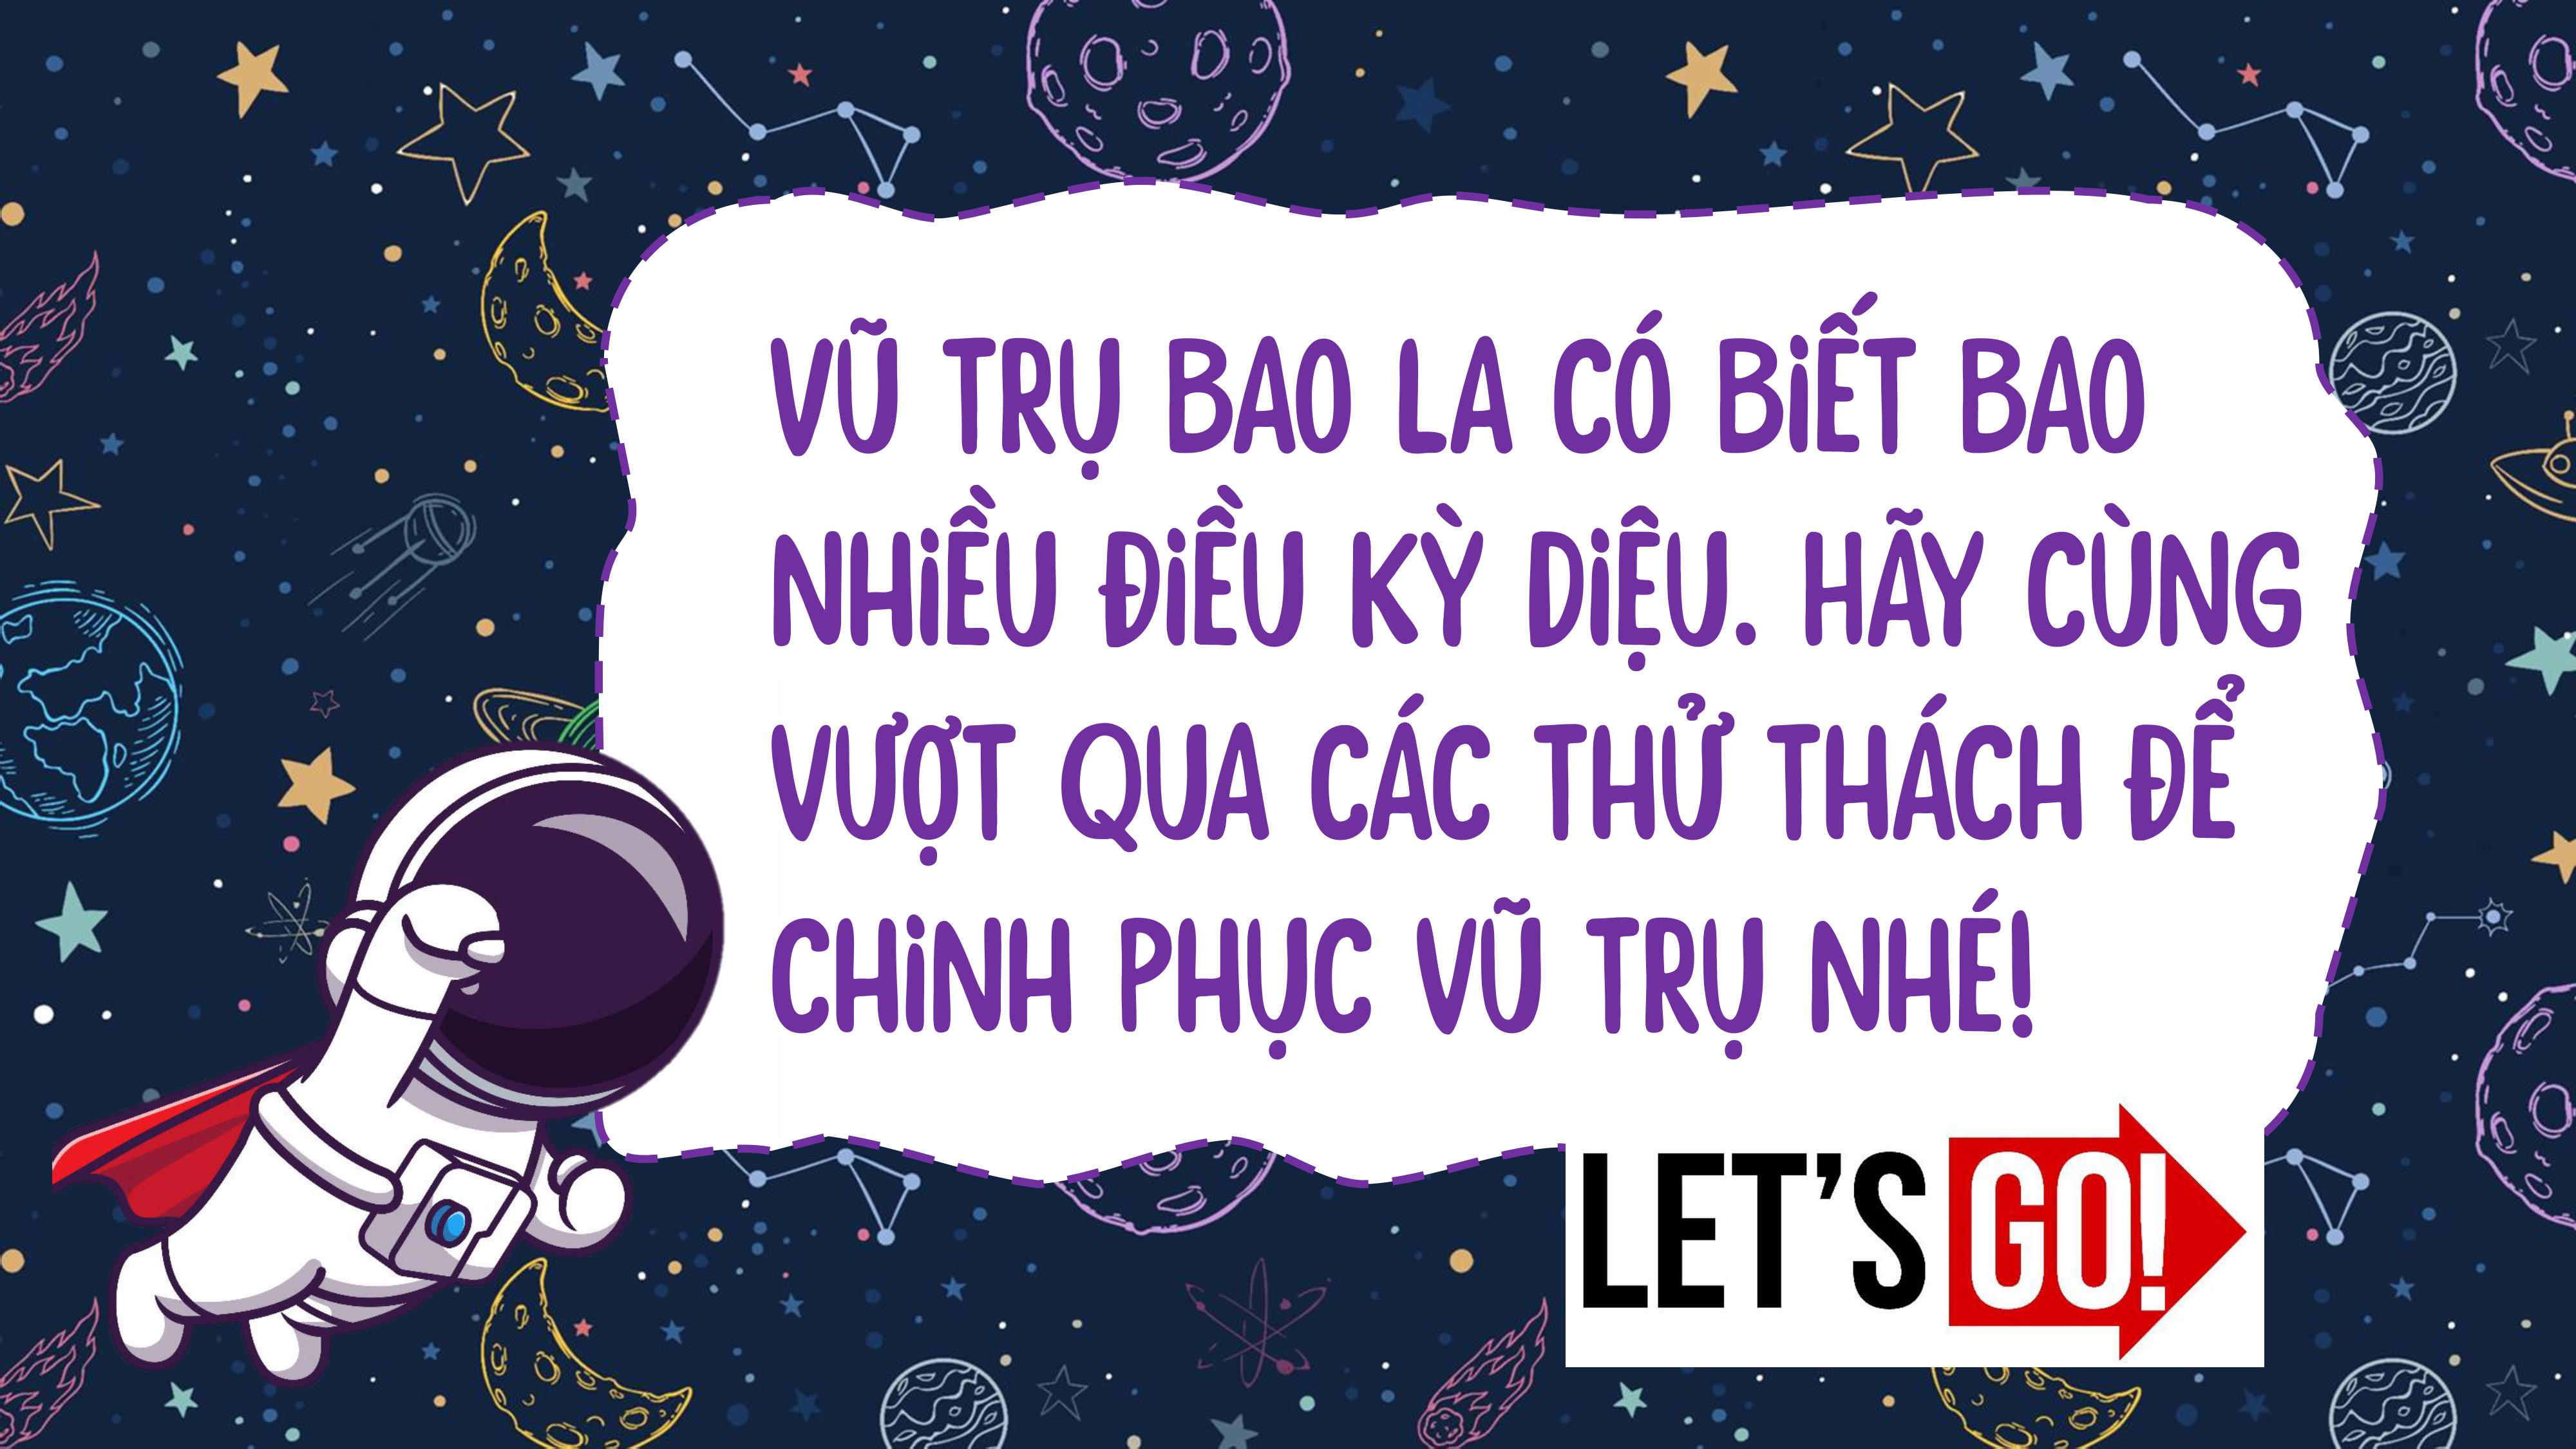 VŨ TRỤ BAO LA CÓ BiẾT BAO
NHiỀU ĐiỀU KỲ DiỆU. HÃY CÙNG
VƯỢT QUA CÁC THỬ THÁCH ĐỂ
CHiNH PHỤC VŨ TRỤ NHÉ!
LET'S GO!